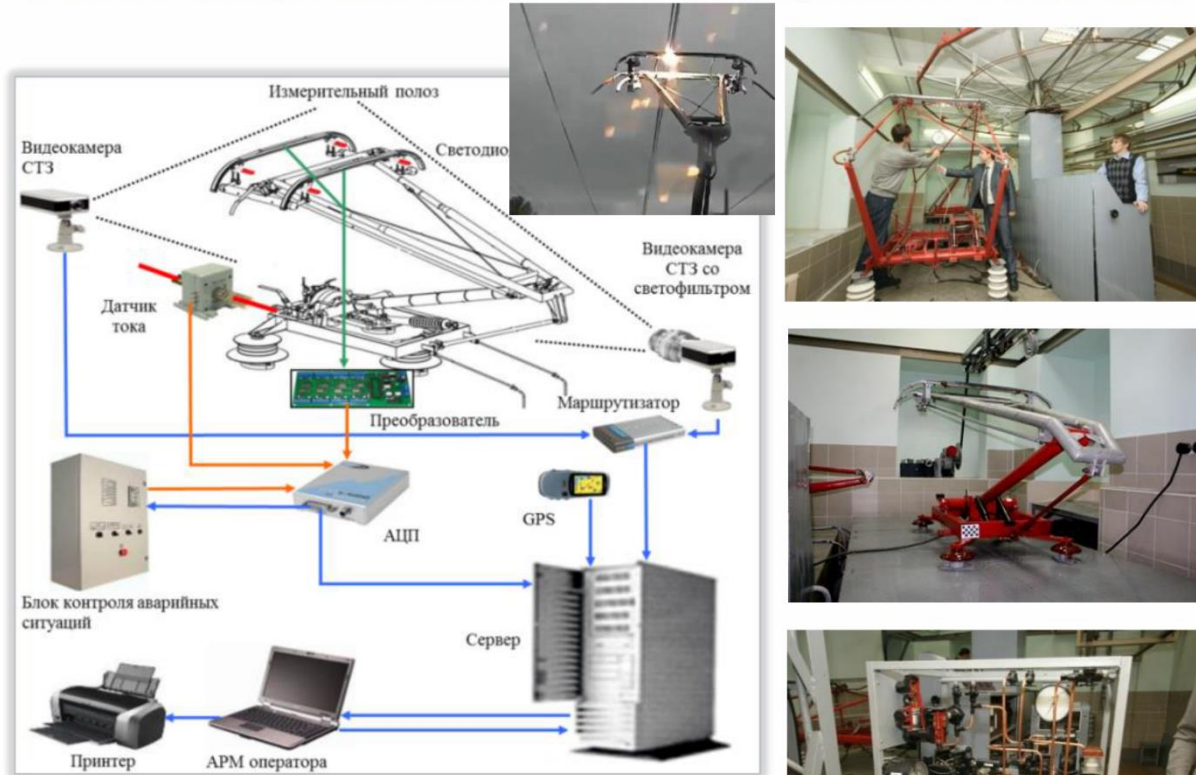 Измерительный полоз
Видеокамера
СТЗ
Видеокамера
СТЗ со
светофильтром
Датчик
тока
Преобразователь
Маршрутизатор
GPS
АЦП
Блок контроля аварийных
ситуаций
Сервер
Принтер
АРМ оператора